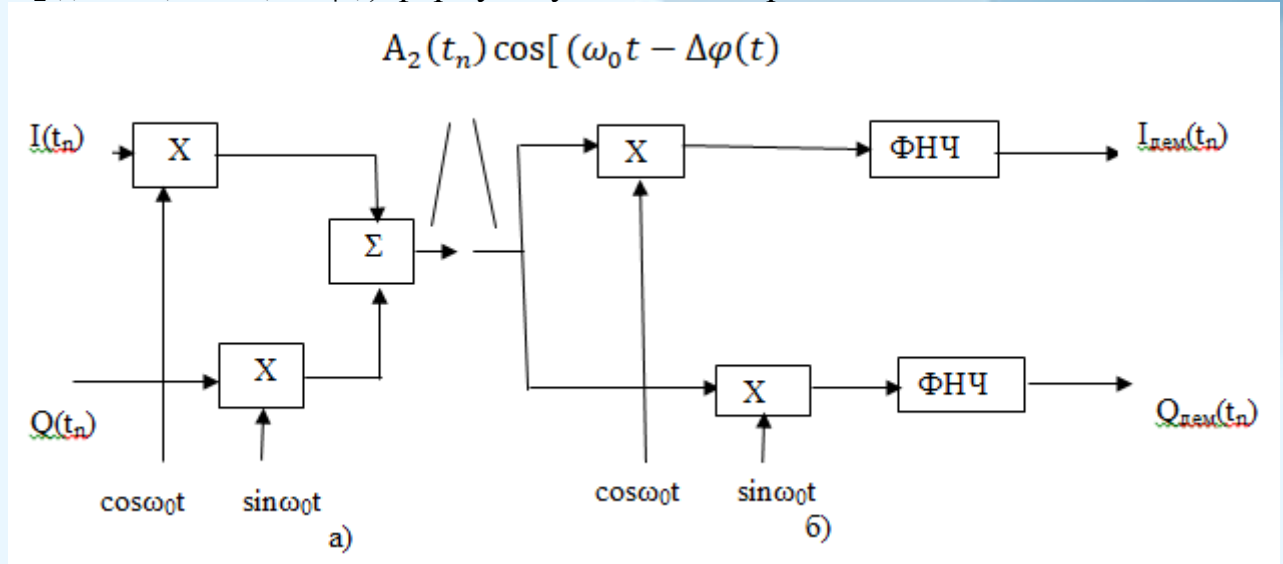 A₂(tₙ) cos[ (ω₀t − Δφ(t)
I(tₙ)
X
X
ФНЧ
Iдем(tₙ)
Σ
X
X
ФНЧ
Q(tₙ)
Qдем(tₙ)
cosω₀t
sinω₀t
cosω₀t
sinω₀t
а)
б)